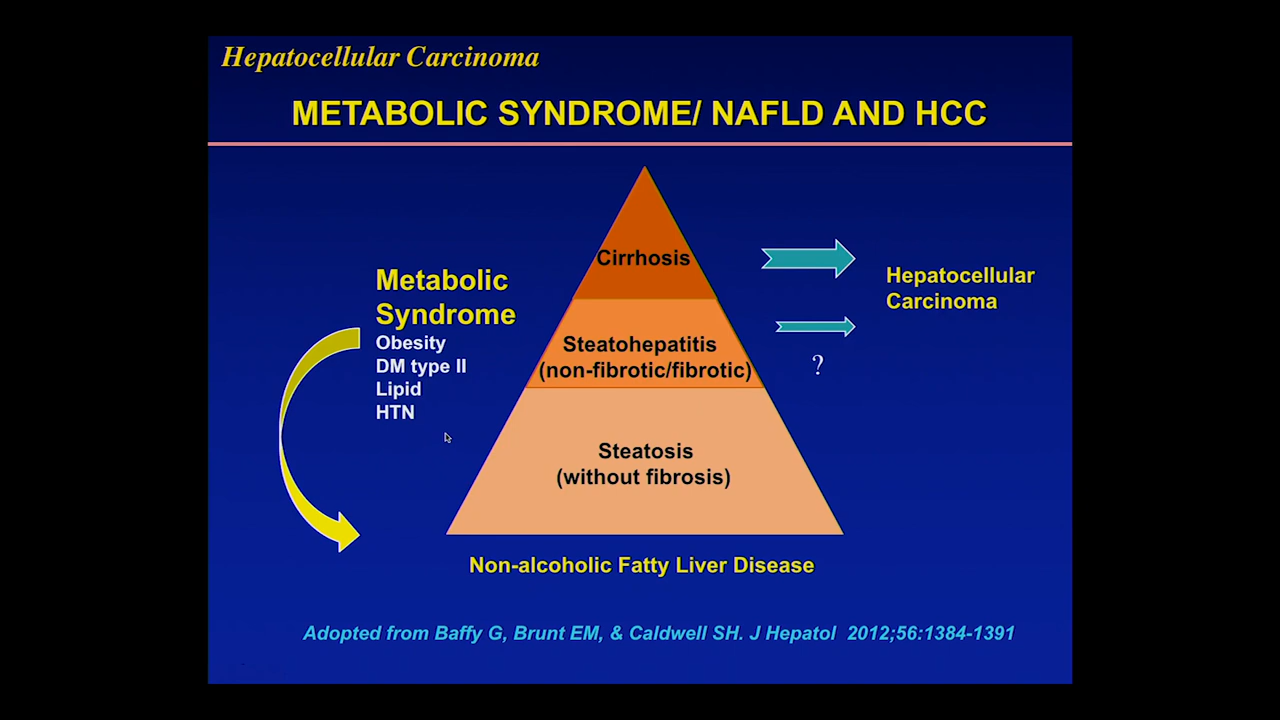 Hepatocellular Carcinoma
METABOLIC SYNDROME/ NAFLD AND HCC
Metabolic
Syndrome
Obesity
DM type II
Lipid
HTN
Cirrhosis
Steatohepatitis
(non-fibrotic/fibrotic)
Steatosis
(without fibrosis)
Hepatocellular
Carcinoma
?
Non-alcoholic Fatty Liver Disease
Adopted from Baffy G, Brunt EM, & Caldwell SH. J Hepatol 2012;56:1384-1391